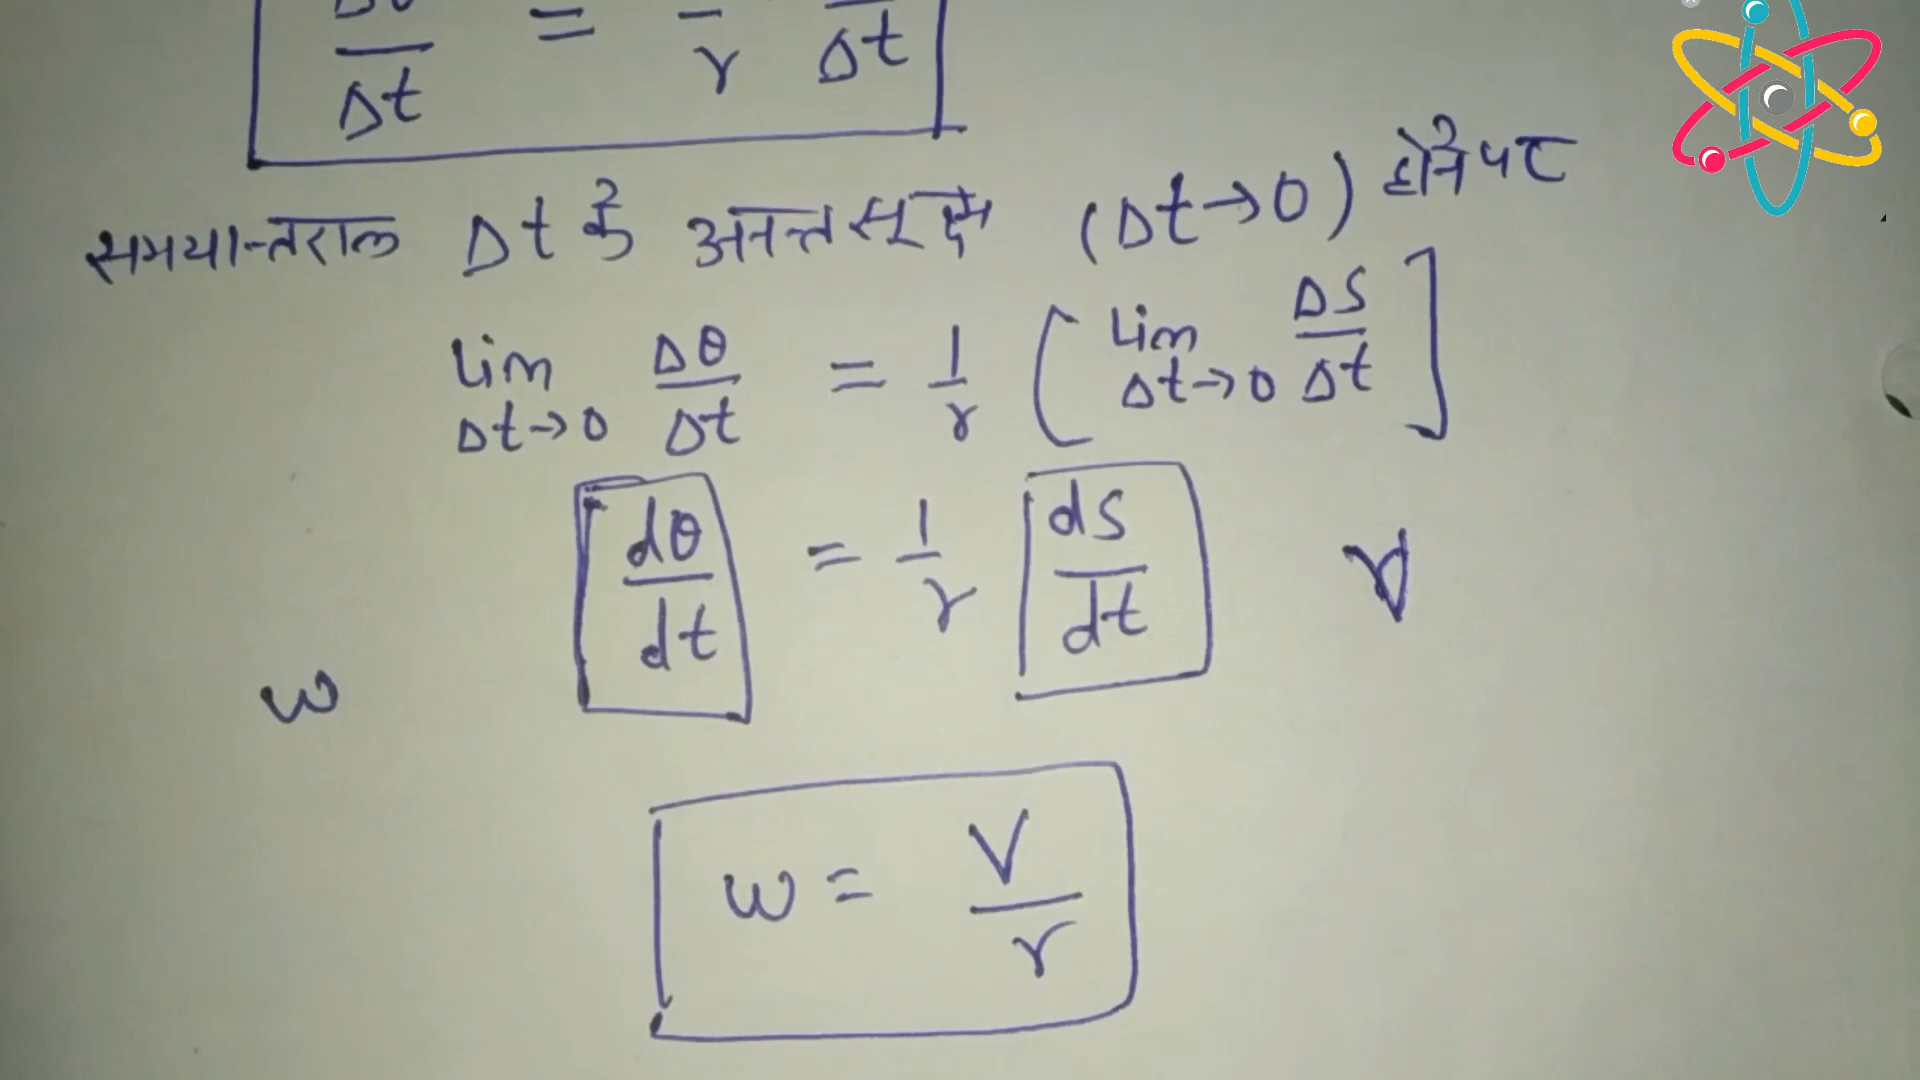 Δθ/Δt = 1/r Δs/Δt
समयान्तराल Δt के अनन्त सूक्ष्म (Δt→0) होने पर
lim Δt→0 Δθ/Δt = 1/r [lim Δt→0 ΔS/Δt]
dθ/dt = 1/r ds/dt V
ω
ω = V/r